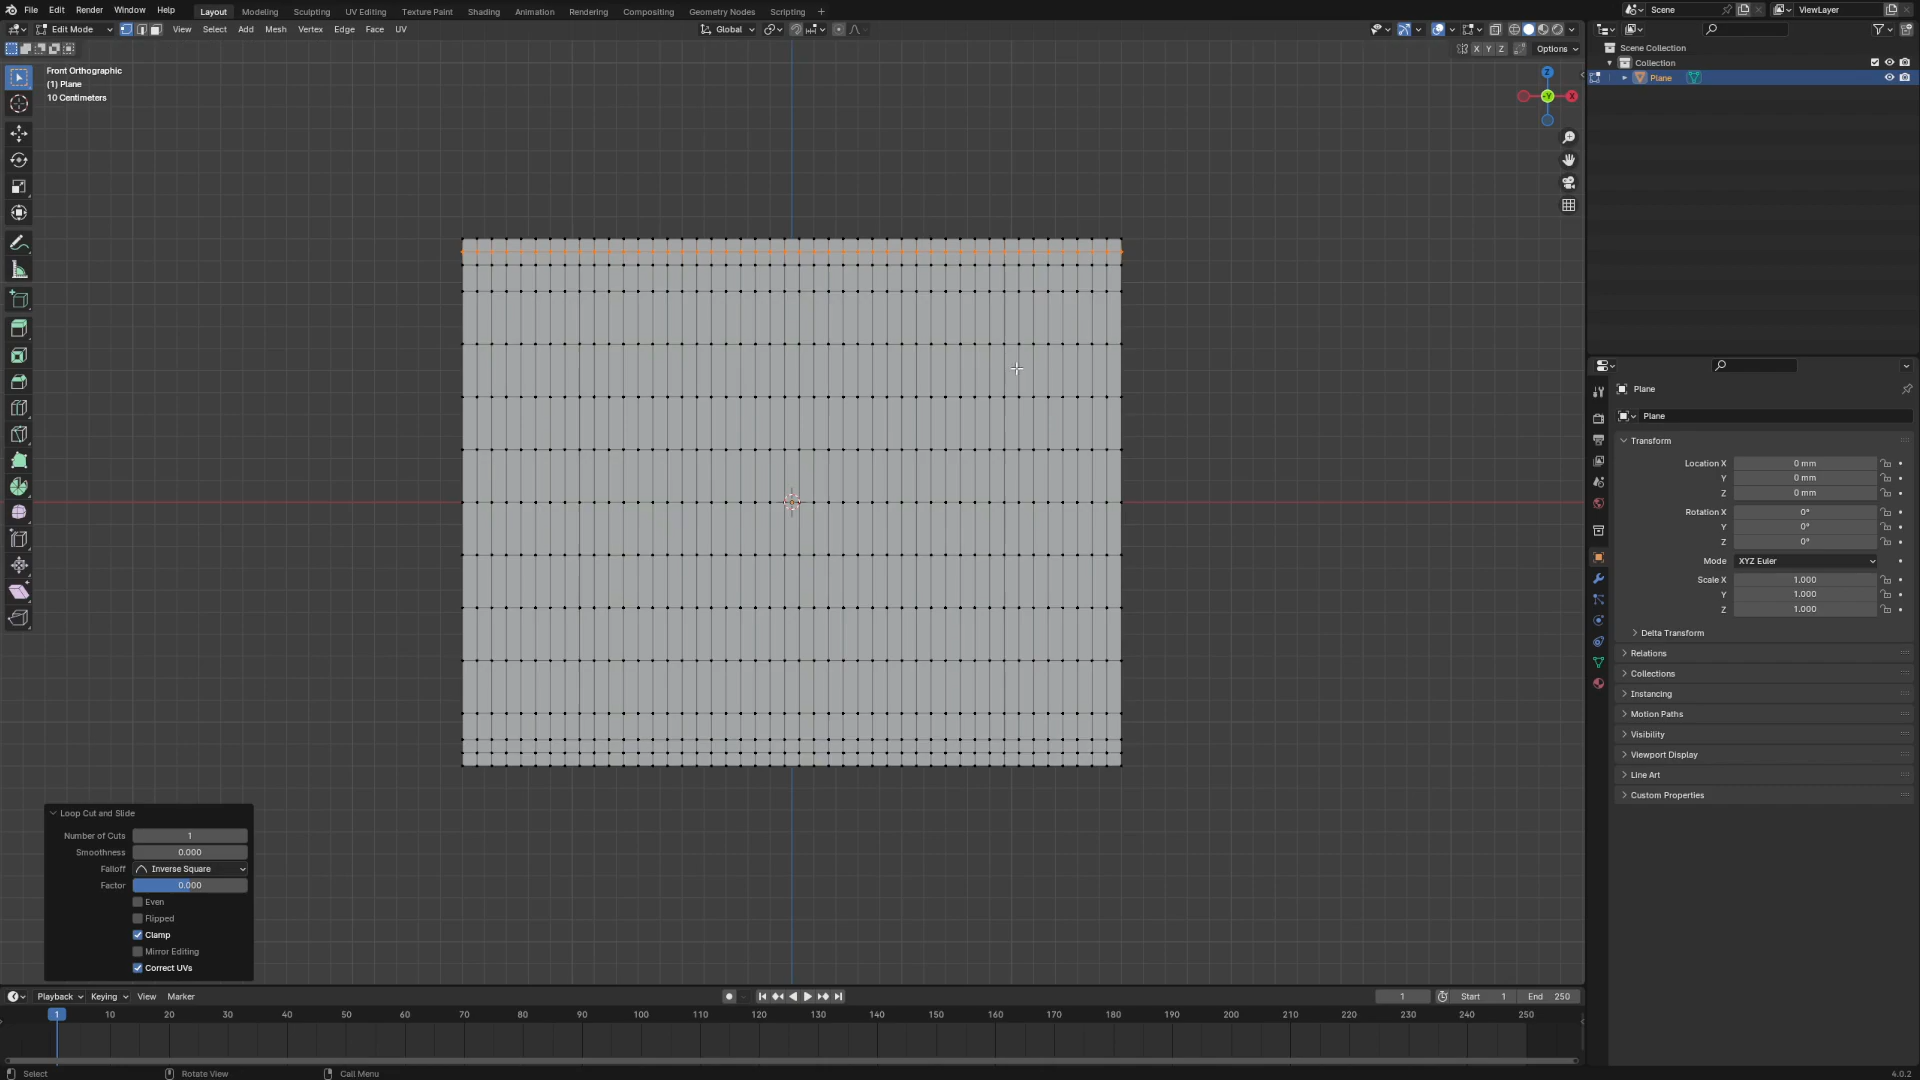 File Edit Render Window Help Layout Modeling Sculpting UV Editing Texture Paint Shading Animation Rendering Compositing Geometry Nodes Scripting + Scene ViewLayer
Edit Mode View Select Add Mesh Vertex Edge Face UV Global
X Y Z Options
Front Orthographic
(1) Plane
10 Centimeters
Z
-Y X
Scene Collection
Collection
Plane
Plane
Plane
Transform
Location X 0 mm
Y 0 mm
Z 0 mm
Rotation X 0°
Y 0°
Z 0°
Mode XYZ Euler
Scale X 1.000
Y 1.000
Z 1.000
Delta Transform
Relations
Collections
Instancing
Motion Paths
Visibility
Viewport Display
Line Art
Custom Properties
Loop Cut and Slide
Number of Cuts 1
Smoothness 0.000
Falloff Inverse Square
Factor 0.000
Even
Flipped
Clamp
Mirror Editing
Correct UVs
Playback Keying View Marker 1 Start 1 End 250
1 10 20 30 40 50 60 70 80 90 100 110 120 130 140 150 160 170 180 190 200 210 220 230 240 250
Select Rotate View Call Menu 4.0.2